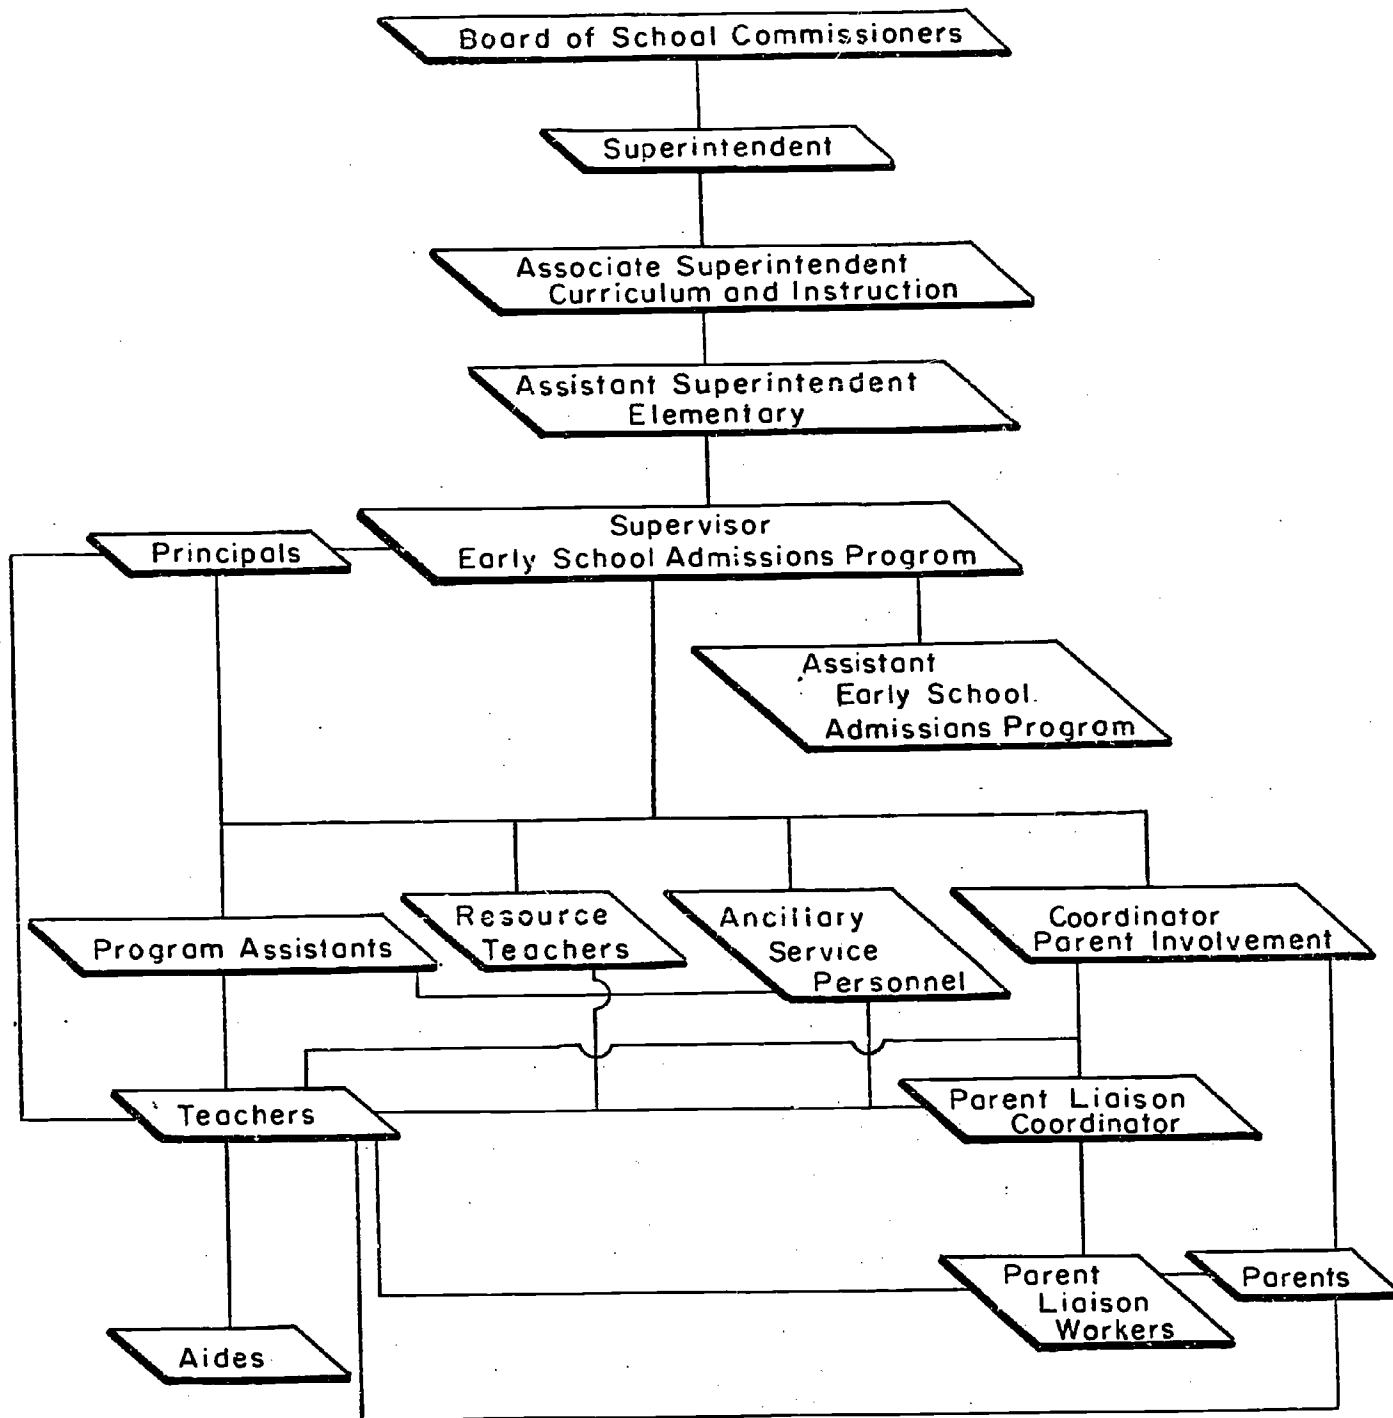 Board of School Commissioners
Superintendent
Associate Superintendent
Curriculum and Instruction
Assistant Superintendent
Elementary
Principals
Supervisor
Early School Admissions Program
Assistant
Early School
Admissions Program
Program Assistants
Resource
Teachers
Anciliary
Service
Personnel
Coordinator
Parent Involvement
Teachers
Parent Liaison
Coordinator
Parent
Liaison
Workers
Parents
Aides